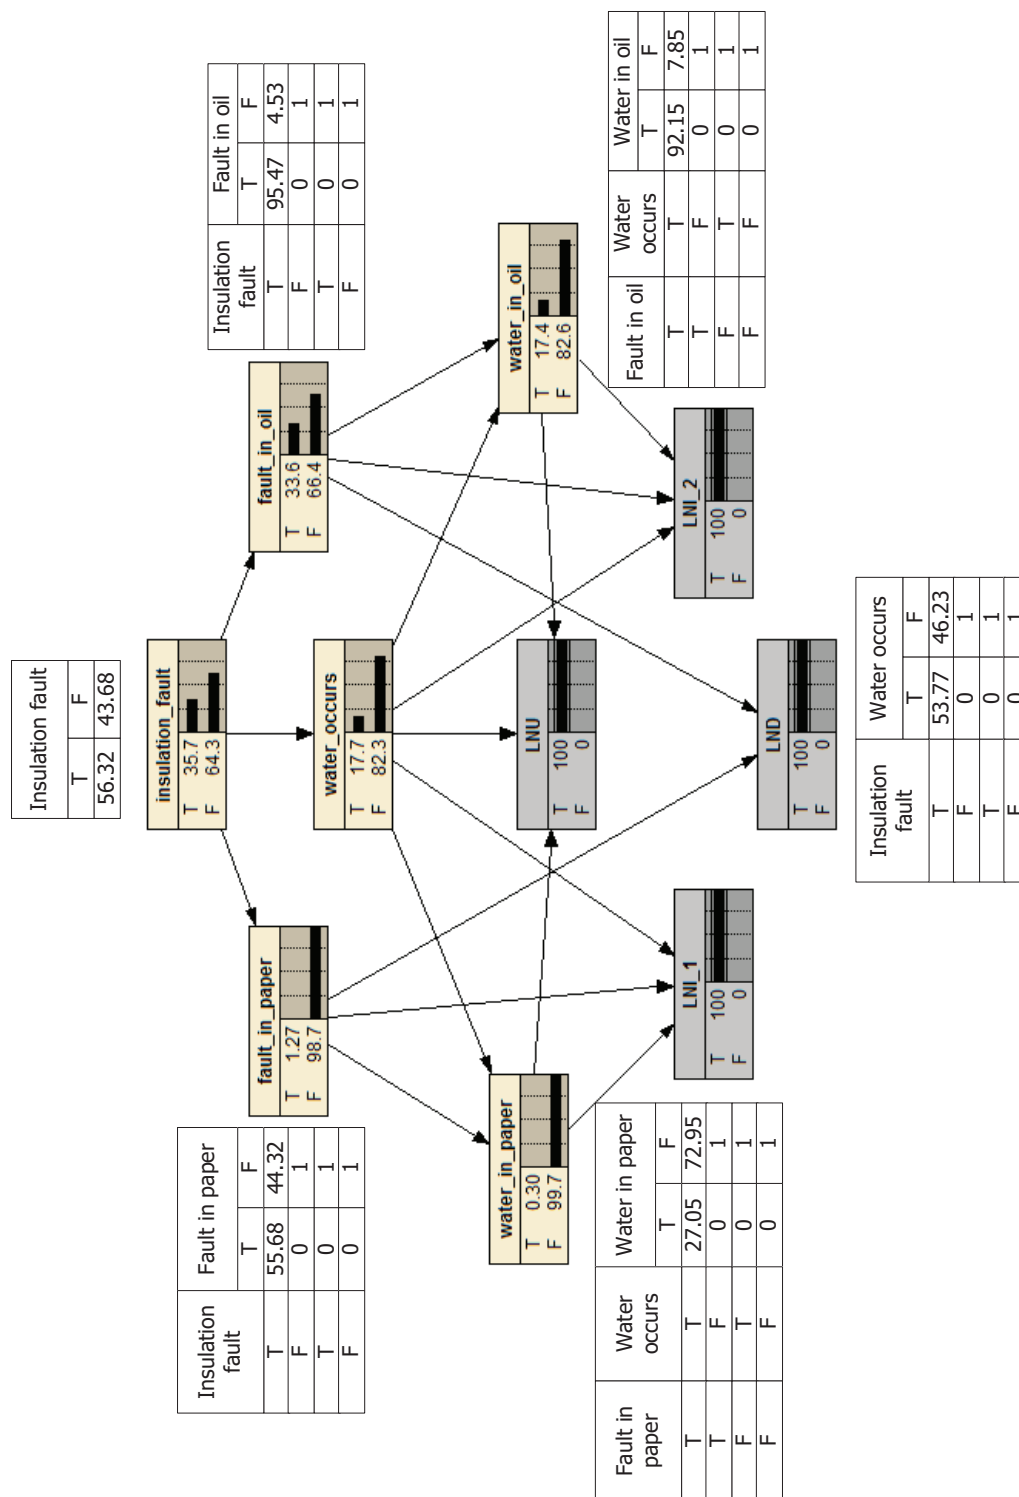 Insulation fault
T F
56.32 43.68
Insulation
fault
Fault in paper
T F
T 55.68 44.32
F 0 1
T 0 1
F 0 1
insulation_fault
T 35.7
F 64.3
Insulation
fault
Fault in oil
T F
T 95.47 4.53
F 0 1
T 0 1
F 0 1
fault_in_paper
T 1.27
F 98.7
water_occurs
T 17.7
F 82.3
fault_in_oil
T 33.6
F 66.4
water_in_paper
T 0.30
F 99.7
LNU
T 100
F 0
water_in_oil
T 17.4
F 82.6
Fault in
paper
Water
occurs
Water in paper
T F
T T 27.05 72.95
T F 0 1
F T 0 1
F F 0 1
LNI_1
T 100
F 0
LNI_2
T 100
F 0
Fault in oil
Water
occurs
Water in oil
T F
T T 92.15 7.85
T F 0 1
F T 0 1
F F 0 1
LND
T 100
F 0
Insulation
fault
Water occurs
T F
T 53.77 46.23
F 0 1
T 0 1
F 0 1